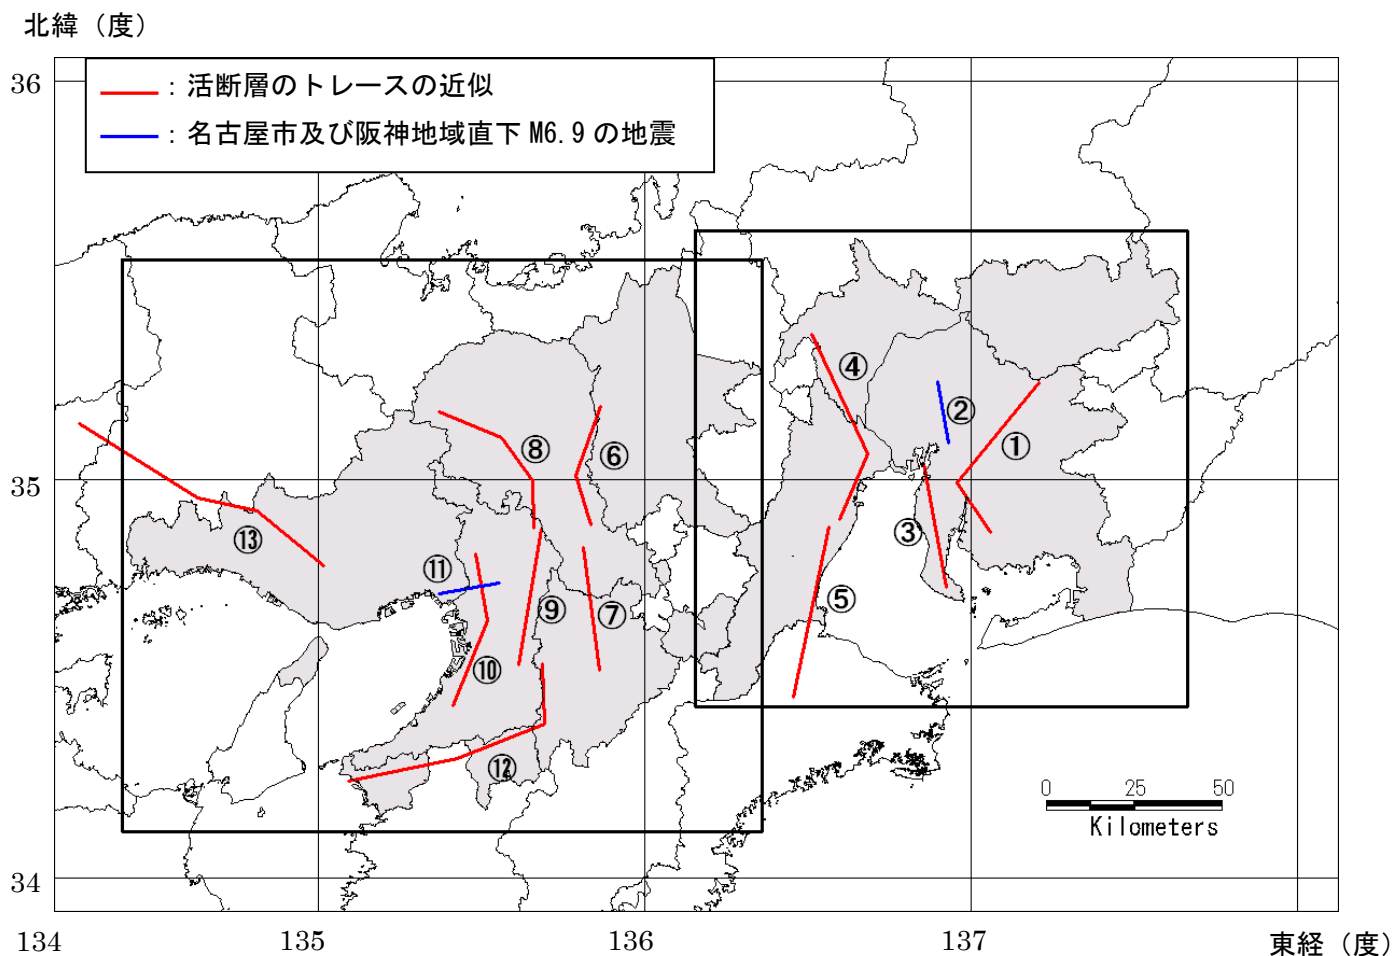 北緯（度）
36
：活断層のトレースの近似
：名古屋市及び阪神地域直下 M6.9 の地震
④
②
①
⑧
⑥
35
③
⑬
⑪
⑤
⑨
⑦
⑩
⑫
0 25 50
Kilometers
34
134 135 136 137 東経（度）